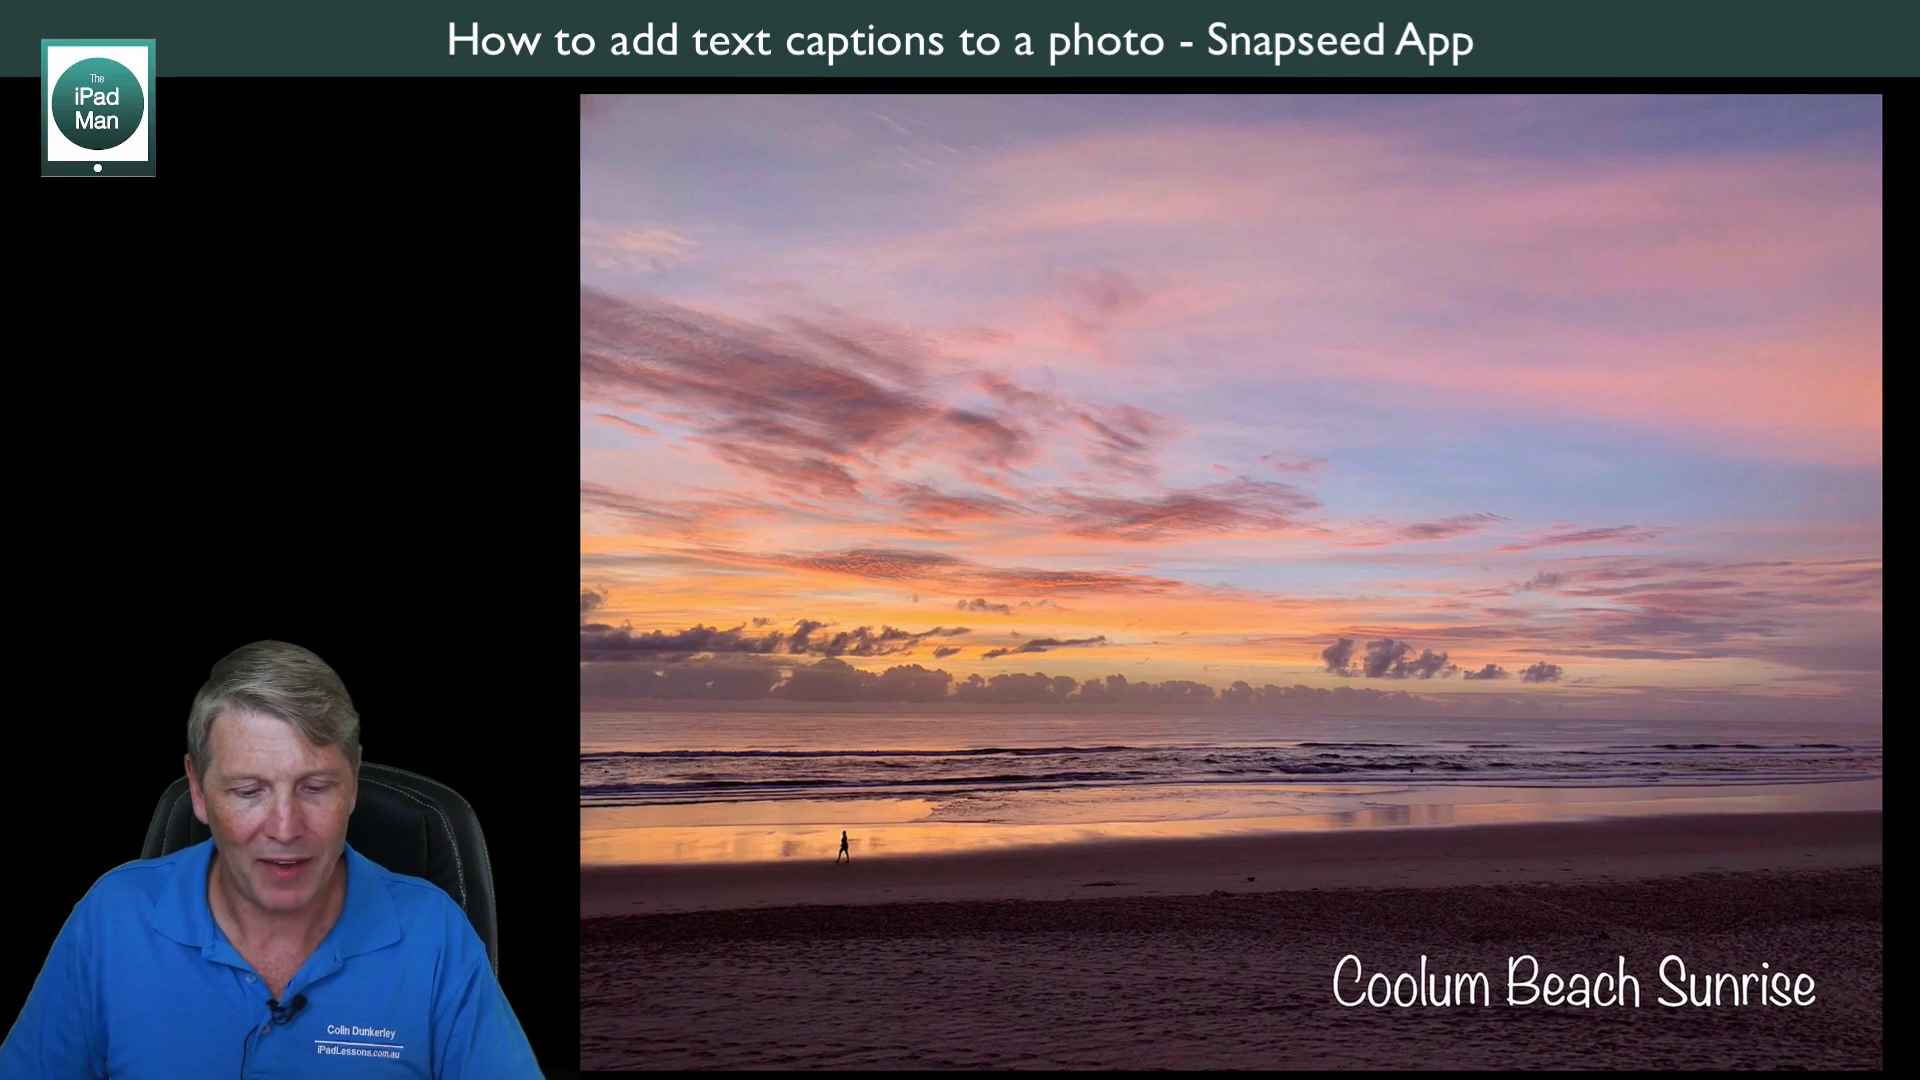 How to add text captions to a photo - Snapseed App
The
iPad
Man
Coolum Beach Sunrise
Colin Dunkerley
iPadLessons.com.au